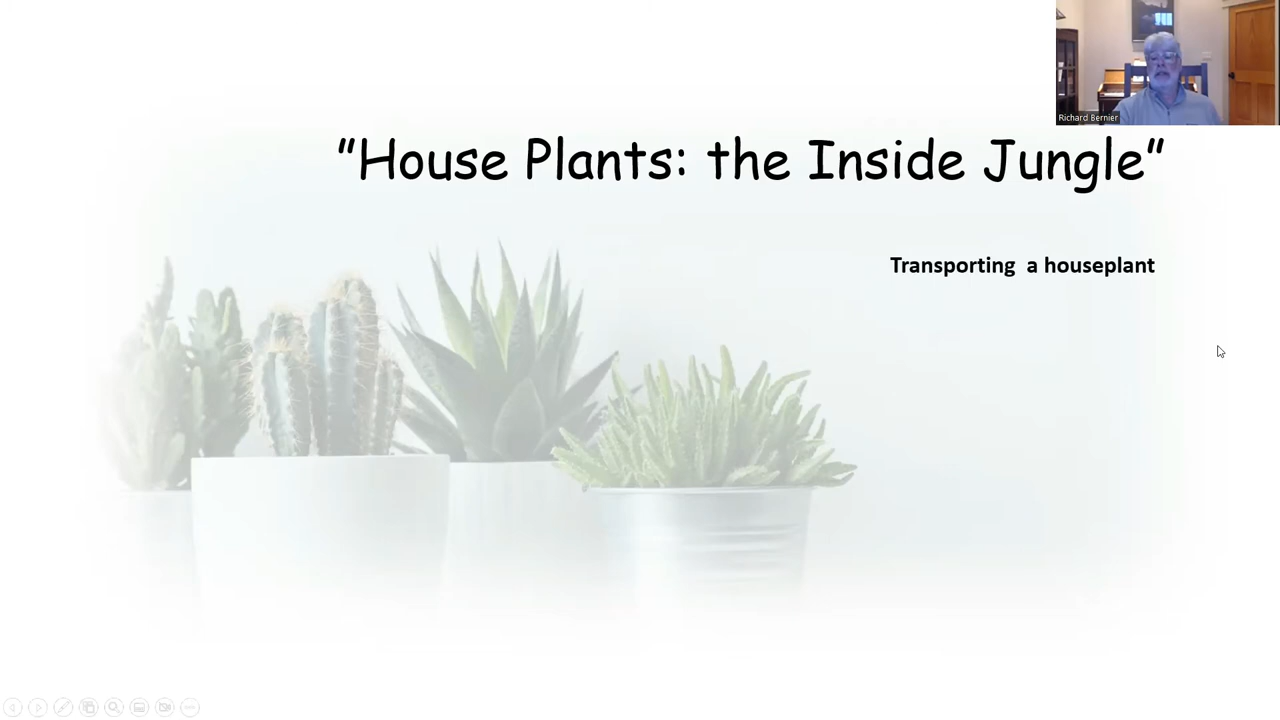 Richard Bernier
"House Plants: the Inside Jungle"
Transporting  a houseplant